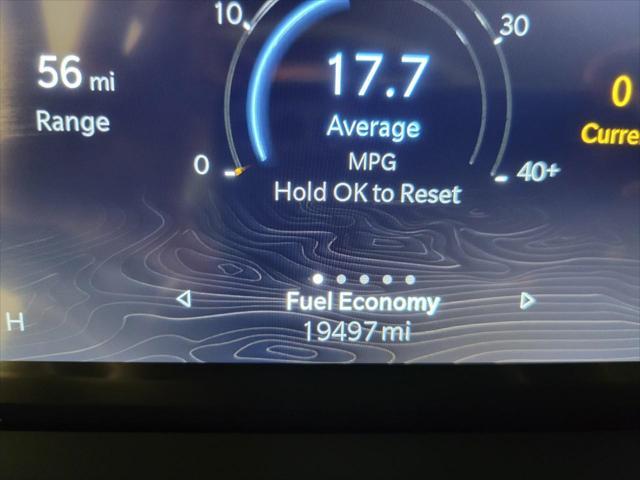 10
30
56 mi
Range
17.7
Average
MPG
Hold OK to Reset
0
Curre
0
40+
Fuel Economy
19497 mi
H